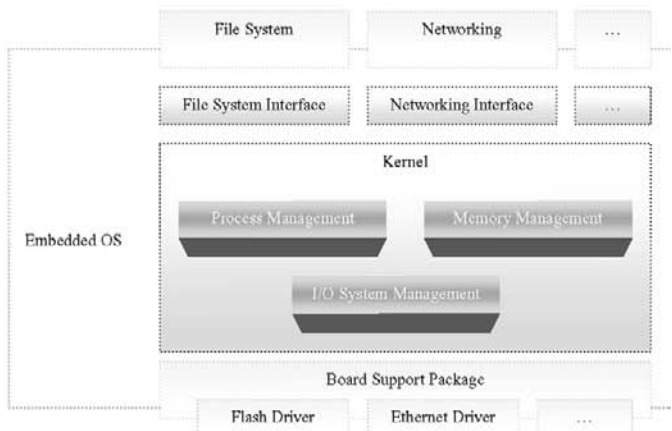 File System
Networking
...
File System Interface
Networking Interface
...
Kernel
Process Management
Memory Management
Embedded OS
I/O System Management
Board Support Package
Flash Driver
Ethernet Driver
...